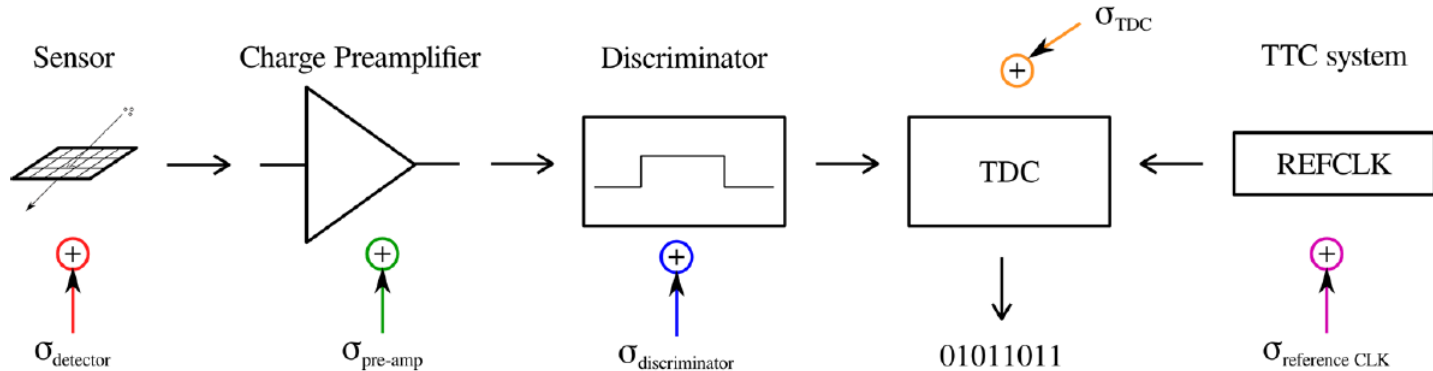 σTDC
Sensor
Charge Preamplifier
Discriminator
TTC system
TDC
REFCLK
+
+
+
+
+
σdetector
σpre-amp
σdiscriminator
01011011
σreference CLK